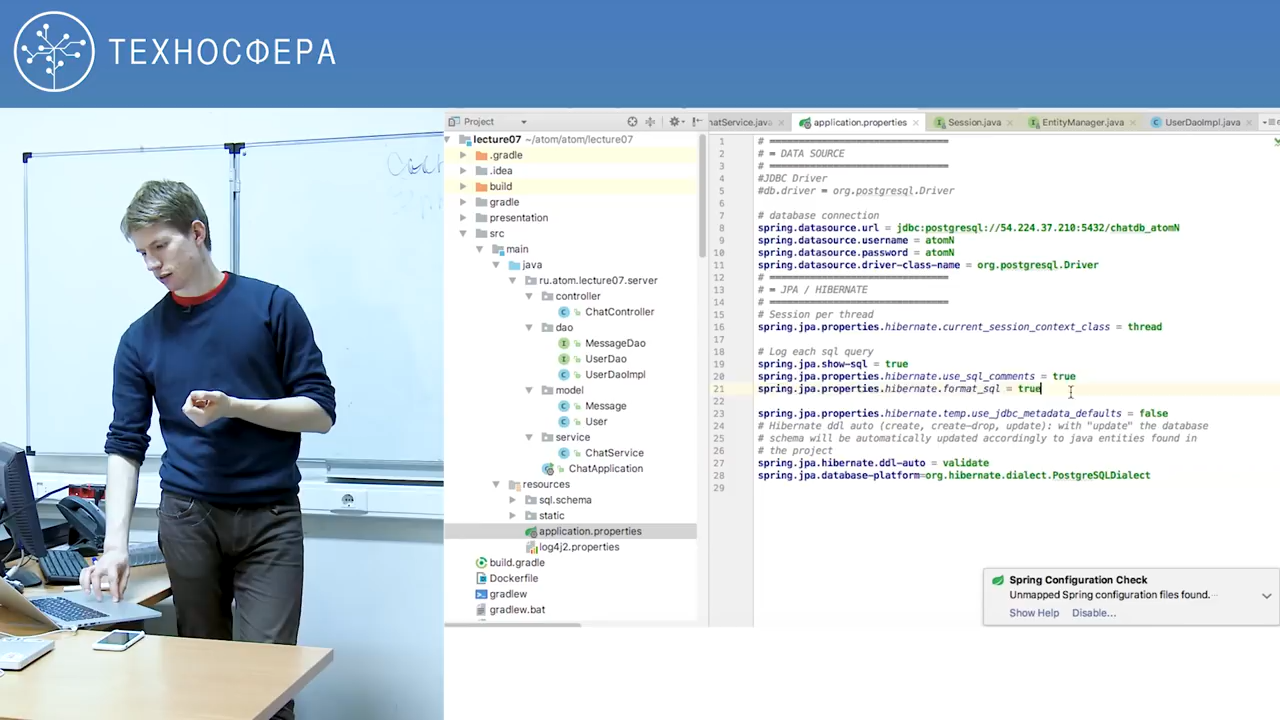 ТЕХНОСФЕРА
Project
lecture07 ~/atom/atom/lecture07
.gradle
.idea
build
gradle
presentation
src
main
java
ru.atom.lecture07.server
controller
ChatController
dao
MessageDao
UserDao
UserDaoImpl
model
Message
User
service
ChatService
ChatApplication
resources
sql.schema
static
application.properties
log4j2.properties
build.gradle
Dockerfile
gradlew
gradlew.bat
hatService.java
application.properties
Session.java
EntityManager.java
UserDaoImpl.java
1 # ===============================
2 # = DATA SOURCE
3 # ===============================
4 #JDBC Driver
5 #db.driver = org.postgresql.Driver
6
7 # database connection
8 spring.datasource.url = jdbc:postgresql://54.224.37.210:5432/chatdb_atomN
9 spring.datasource.username = atomN
10 spring.datasource.password = atomN
11 spring.datasource.driver-class-name = org.postgresql.Driver
12 # ===============================
13 # = JPA / HIBERNATE
14 # ===============================
15 # Session per thread
16 spring.jpa.properties.hibernate.current_session_context_class = thread
17
18 # Log each sql query
19 spring.jpa.show-sql = true
20 spring.jpa.properties.hibernate.use_sql_comments = true
21 spring.jpa.properties.hibernate.format_sql = true
22
23 spring.jpa.properties.hibernate.temp.use_jdbc_metadata_defaults = false
24 # Hibernate ddl auto (create, create-drop, update): with "update" the database
25 # schema will be automatically updated accordingly to java entities found in
26 # the project
27 spring.jpa.hibernate.ddl-auto = validate
28 spring.jpa.database-platform=org.hibernate.dialect.PostgreSQLDialect
29
Spring Configuration Check
Unmapped Spring configuration files found.
Show Help Disable...